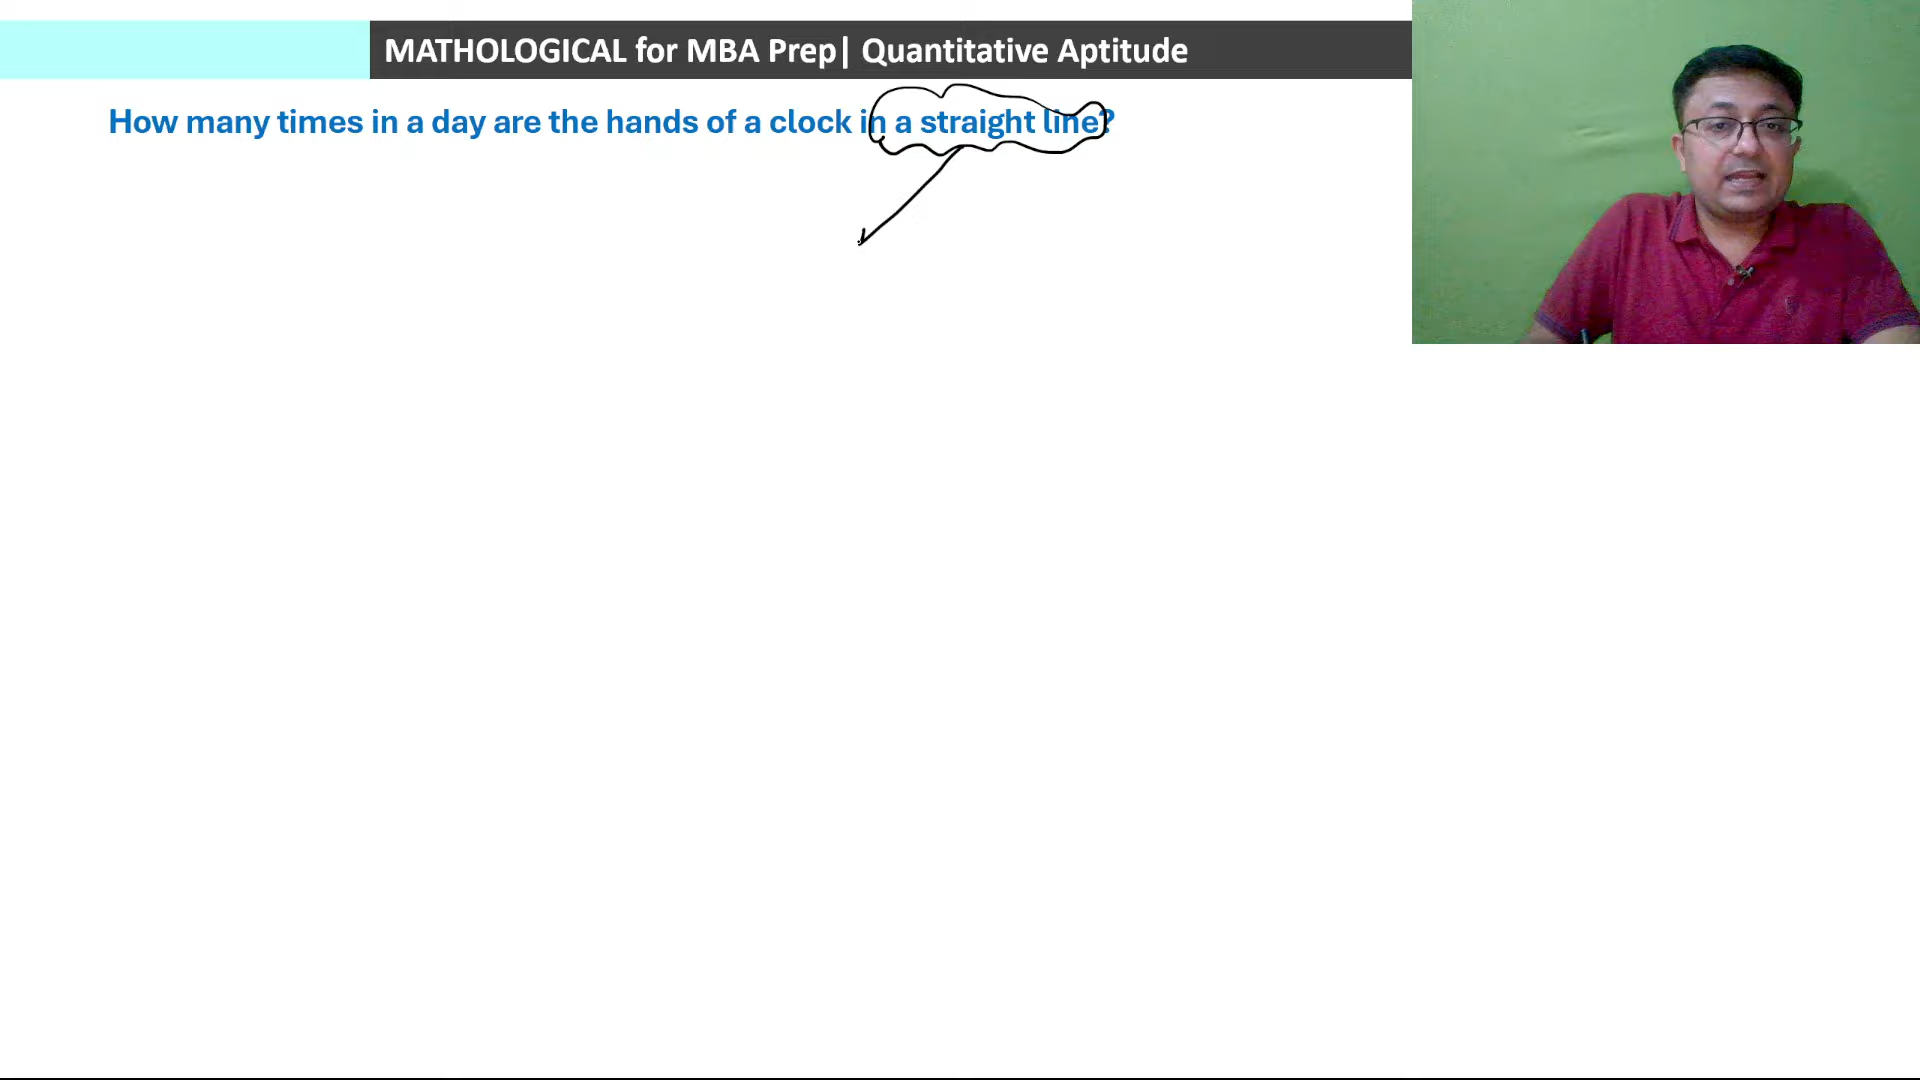 MATHOLOGICAL for MBA Prep| Quantitative Aptitude
How many times in a day are the hands of a clock in a straight line?